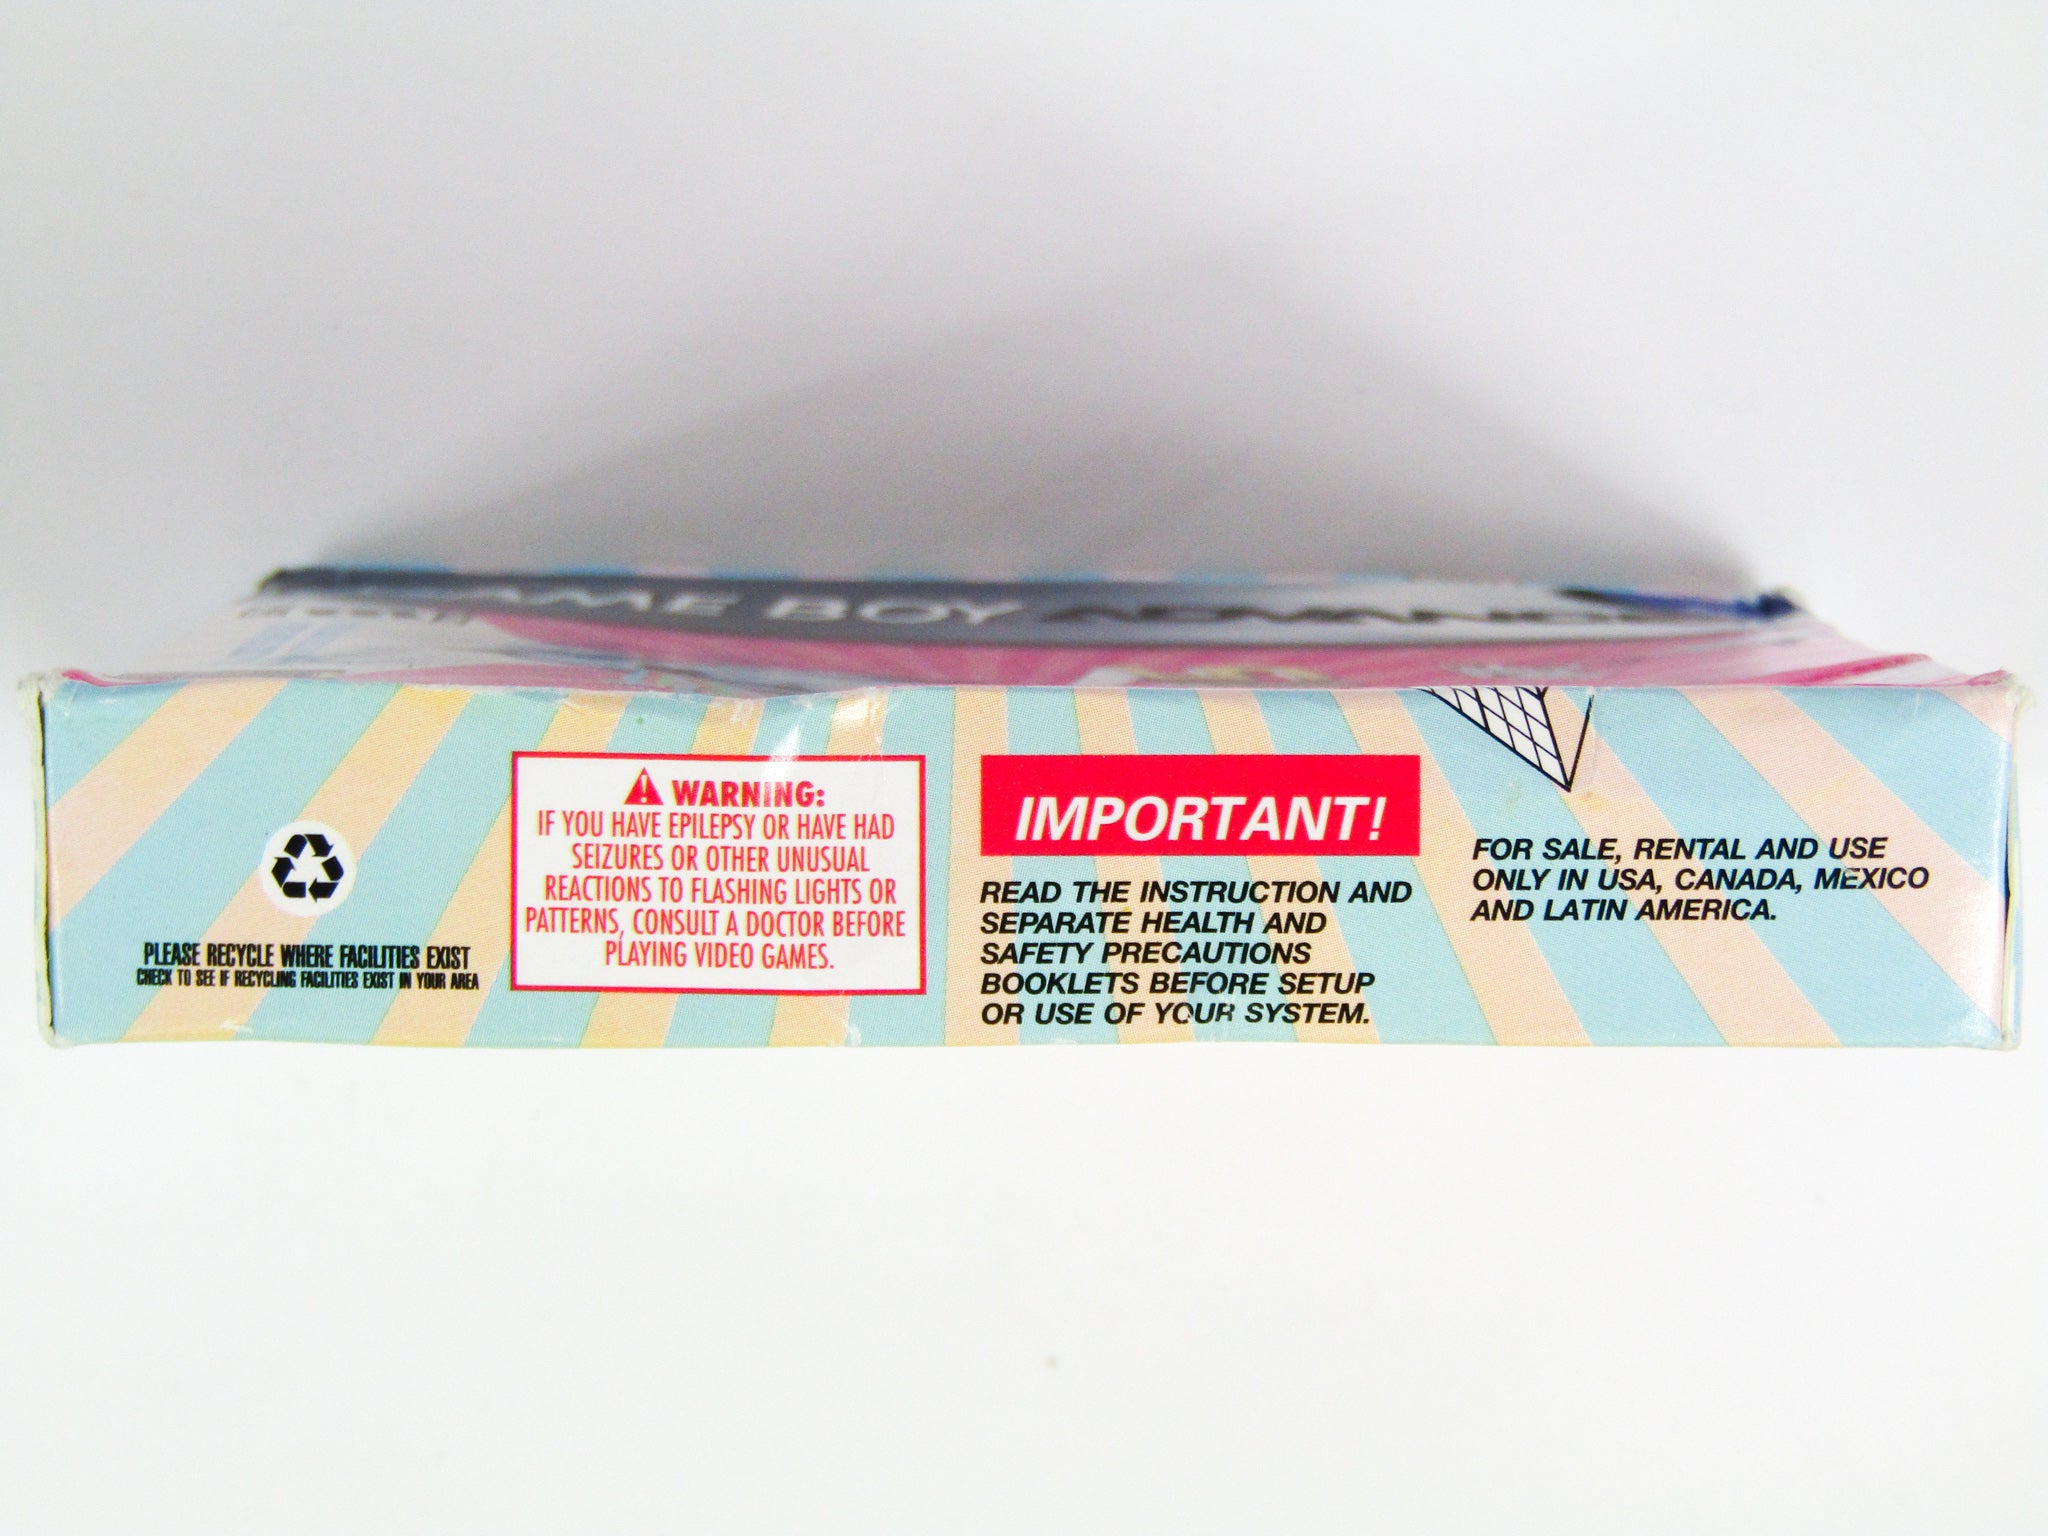 GAME BOY ADVANCE
PLEASE RECYCLE WHERE FACILITIES EXIST
CHECK TO SEE IF RECYCLING FACILITIES EXIST IN YOUR AREA
WARNING:
IF YOU HAVE EPILEPSY OR HAVE HAD
SEIZURES OR OTHER UNUSUAL
REACTIONS TO FLASHING LIGHTS OR
PATTERNS, CONSULT A DOCTOR BEFORE
PLAYING VIDEO GAMES.
IMPORTANT!
READ THE INSTRUCTION AND
SEPARATE HEALTH AND
SAFETY PRECAUTIONS
BOOKLETS BEFORE SETUP
OR USE OF YOUR SYSTEM.
FOR SALE, RENTAL AND USE
ONLY IN USA, CANADA, MEXICO
AND LATIN AMERICA.